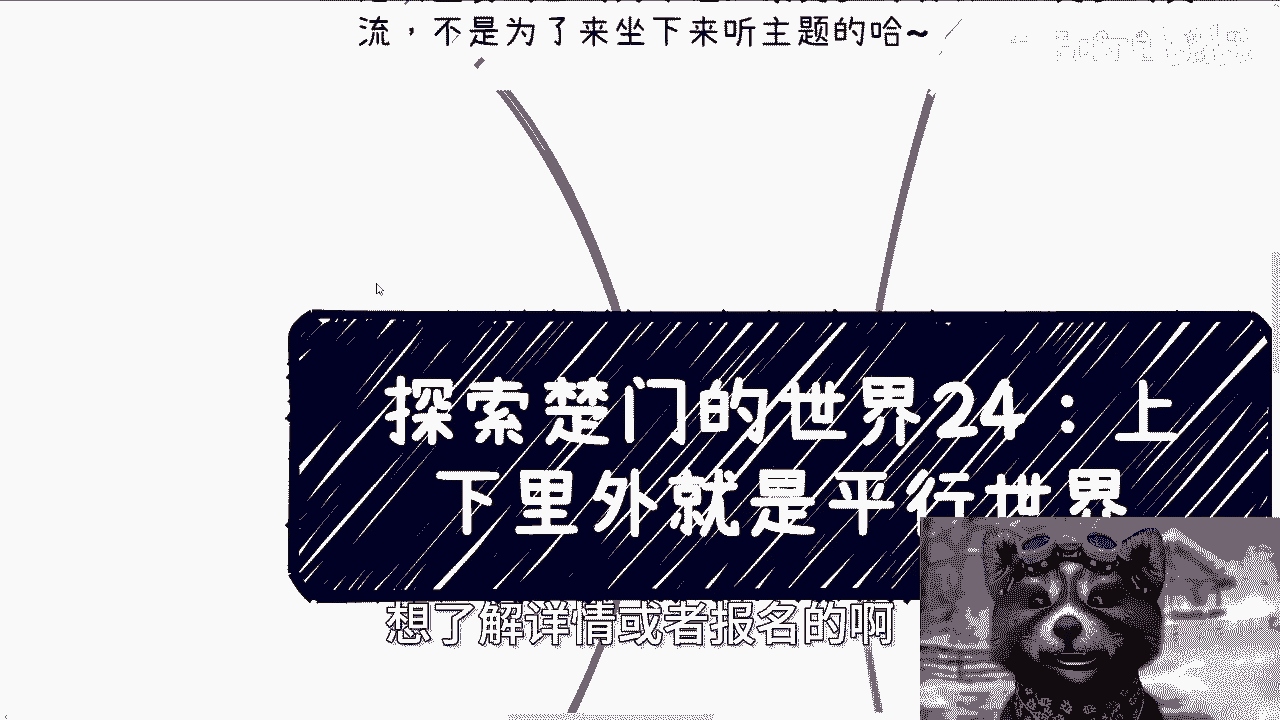 流，不是为了来坐下来听主题的哈~
探索楚门的世界24：上
下里外就是平行世界
想了解详情或者报名的啊